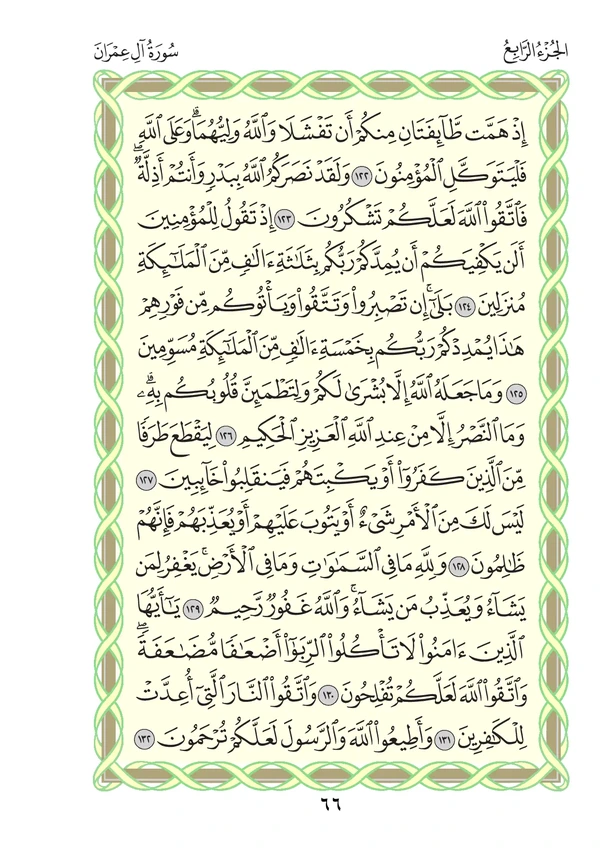 الجُزْءُ الرَّابِعُ
سُورَةُ آلِ عِمْرَانَ
إِذْ هَمَّت طَّآئِفَتَانِ مِنكُمْ أَن تَفْشَلَا وَٱللَّهُ وَلِيُّهُمَاۗ وَعَلَى ٱللَّهِ
فَلْيَتَوَكَّلِ ٱلْمُؤْمِنُونَ ١٢٢ وَلَقَدْ نَصَرَكُمُ ٱللَّهُ بِبَدْرٍ وَأَنتُمْ أَذِلَّةٌۖ
فَٱتَّقُوا۟ ٱللَّهَ لَعَلَّكُمْ تَشْكُرُونَ ١٢٣ إِذْ تَقُولُ لِلْمُؤْمِنِينَ
أَلَن يَكْفِيَكُمْ أَن يُمِدَّكُمْ رَبُّكُم بِثَلَٰثَةِ ءَالَٰفٍ مِّنَ ٱلْمَلَٰٓئِكَةِ
مُنزَلِينَ ١٢٤ بَلَىٰٓۚ إِن تَصْبِرُوا۟ وَتَتَّقُوا۟ وَيَأْتُوكُم مِّن فَوْرِهِمْ
هَٰذَا يُمْدِدْكُمْ رَبُّكُم بِخَمْسَةِ ءَالَٰفٍ مِّنَ ٱلْمَلَٰٓئِكَةِ مُسَوِّمِينَ
١٢٥ وَمَا جَعَلَهُ ٱللَّهُ إِلَّا بُشْرَىٰ لَكُمْ وَلِتَطْمَئِنَّ قُلُوبُكُم بِهِۦۗ
وَمَا ٱلنَّصْرُ إِلَّا مِنْ عِندِ ٱللَّهِ ٱلْعَزِيزِ ٱلْحَكِيمِ ١٢٦ لِيَقْطَعَ طَرَفًا
مِّنَ ٱلَّذِينَ كَفَرُوٓا۟ أَوْ يَكْبِتَهُمْ فَيَنقَلِبُوا۟ خَآئِبِينَ ١٢٧
لَيْسَ لَكَ مِنَ ٱلْأَمْرِ شَىْءٌ أَوْ يَتُوبَ عَلَيْهِمْ أَوْ يُعَذِّبَهُمْ فَإِنَّهُمْ
ظَٰلِمُونَ ١٢٨ وَلِلَّهِ مَا فِى ٱلسَّمَٰوَٰتِ وَمَا فِى ٱلْأَرْضِۚ يَغْفِرُ لِمَن
يَشَآءُ وَيُعَذِّبُ مَن يَشَآءُۚ وَٱللَّهُ غَفُورٌ رَّحِيمٌ ١٢٩ يَٰٓأَيُّهَا
ٱلَّذِينَ ءَامَنُوا۟ لَا تَأْكُلُوا۟ ٱلرِّبَوٰٓا۟ أَضْعَٰفًا مُّضَٰعَفَةًۖ
وَٱتَّقُوا۟ ٱللَّهَ لَعَلَّكُمْ تُفْلِحُونَ ١٣٠ وَٱتَّقُوا۟ ٱلنَّارَ ٱلَّتِىٓ أُعِدَّتْ
لِلْكَٰفِرِينَ ١٣١ وَأَطِيعُوا۟ ٱللَّهَ وَٱلرَّسُولَ لَعَلَّكُمْ تُرْحَمُونَ ١٣٢
٦٦